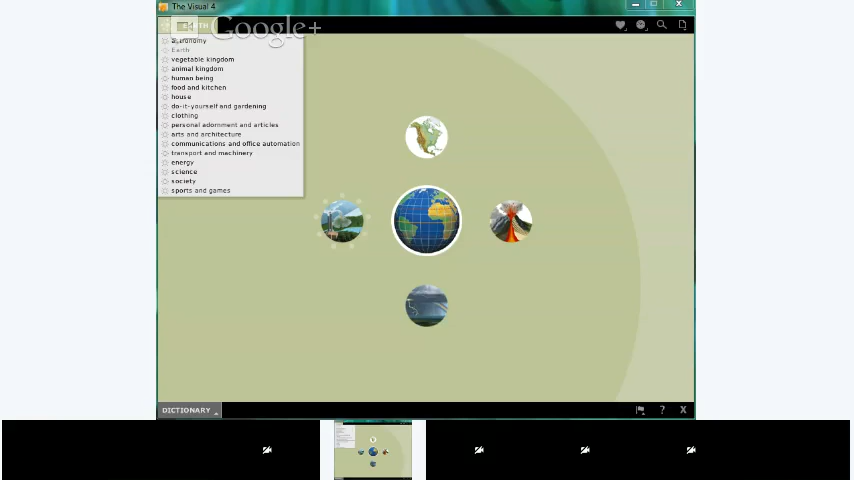 The Visual 4
EARTH
Google+
astronomy
Earth
vegetable kingdom
animal kingdom
human being
food and kitchen
house
do-it-yourself and gardening
clothing
personal adornment and articles
arts and architecture
communications and office automation
transport and machinery
energy
science
society
sports and games
DICTIONARY
? X